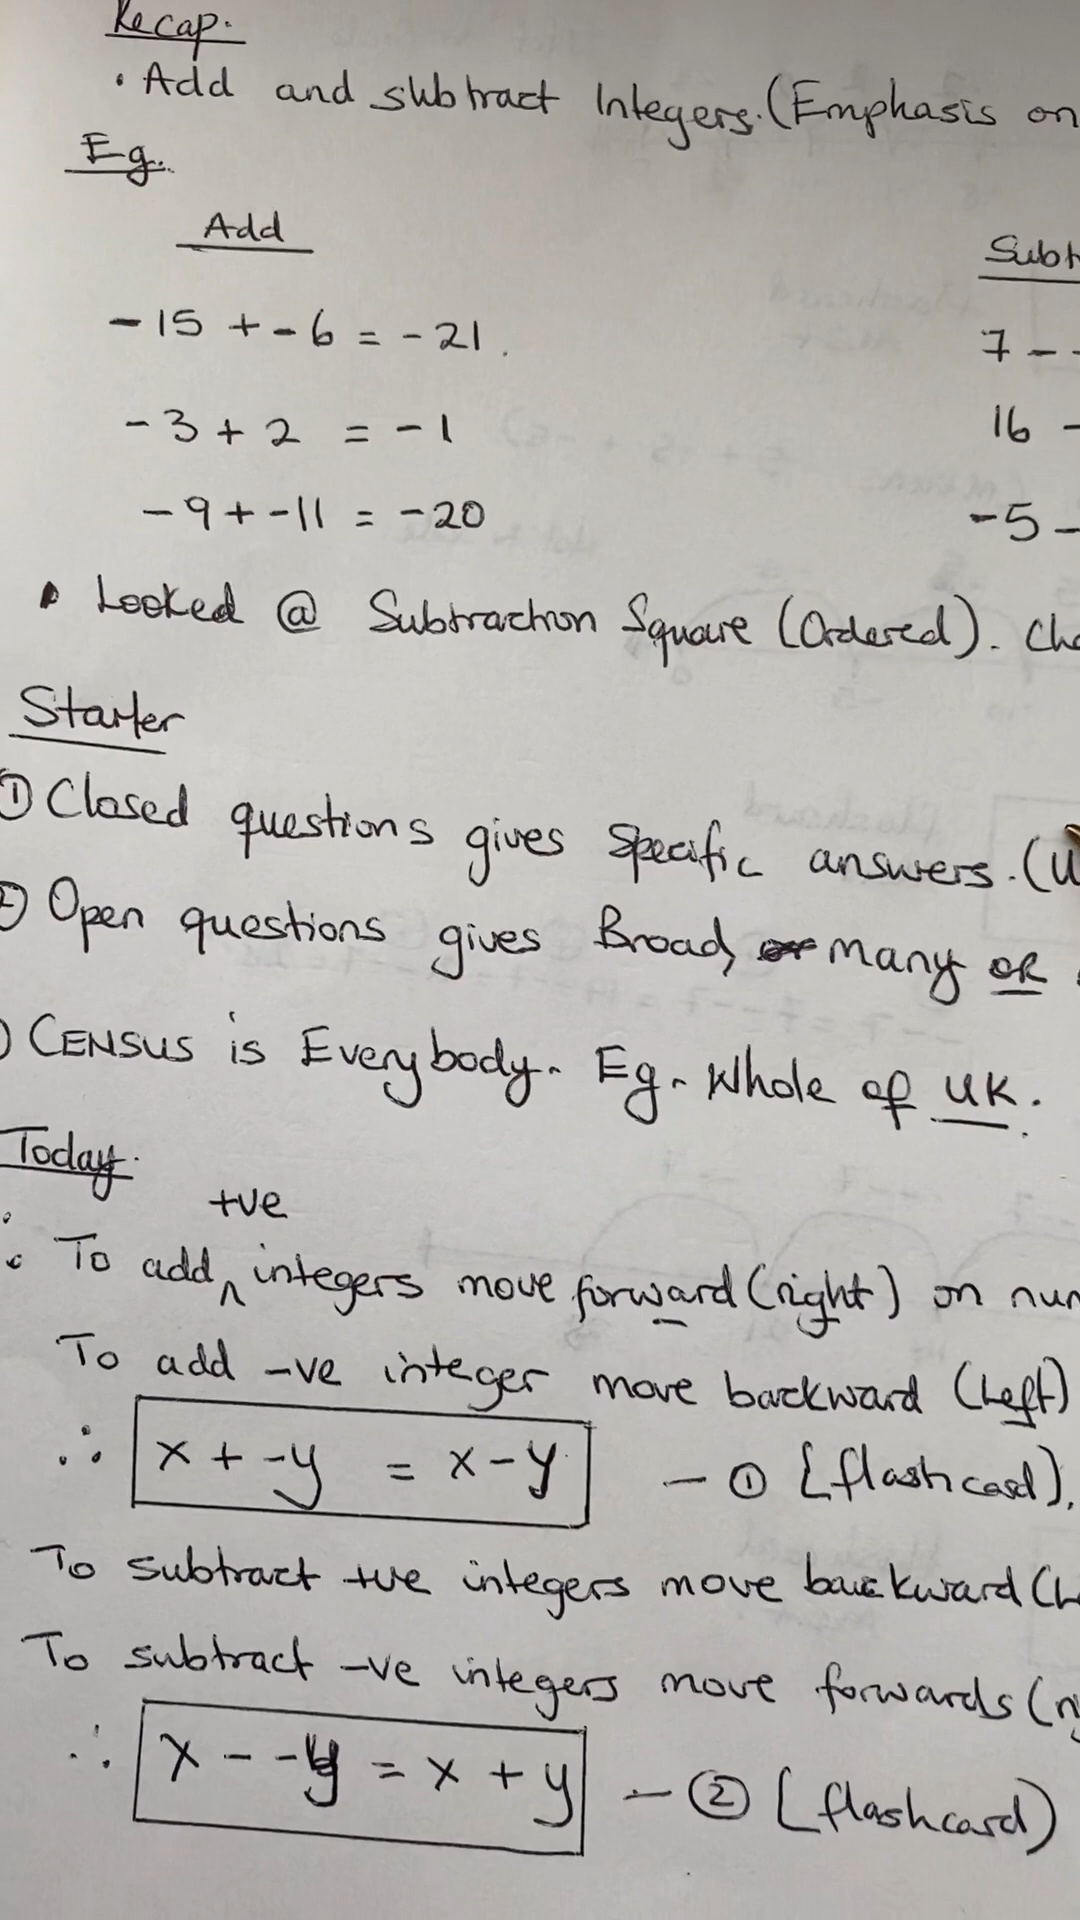 Recap.
• Add and subtract Integers. (Emphasis on
Eg.
Add
Subt
-15 + -6 = -21.
7 - -
-3 + 2 = -1
16 -
-9 + -11 = -20
-5 -
• Looked @ Subtraction Square (Ordered). Cha
Starter
① Closed questions gives specific answers. (U
② Open questions gives Broad, many OR
) CENSUS is Everybody. Eg. Whole of UK.
Today.
+ve
To add ^ integers move forward (right) on num
To add -ve integer move backward (Left)
∴ x + -y = x - y - ① [flashcard].
To subtract +ve integers move backward (L
To subtract -ve integers move forwards (ri
∴ x - -y = x + y - ② [flashcard)